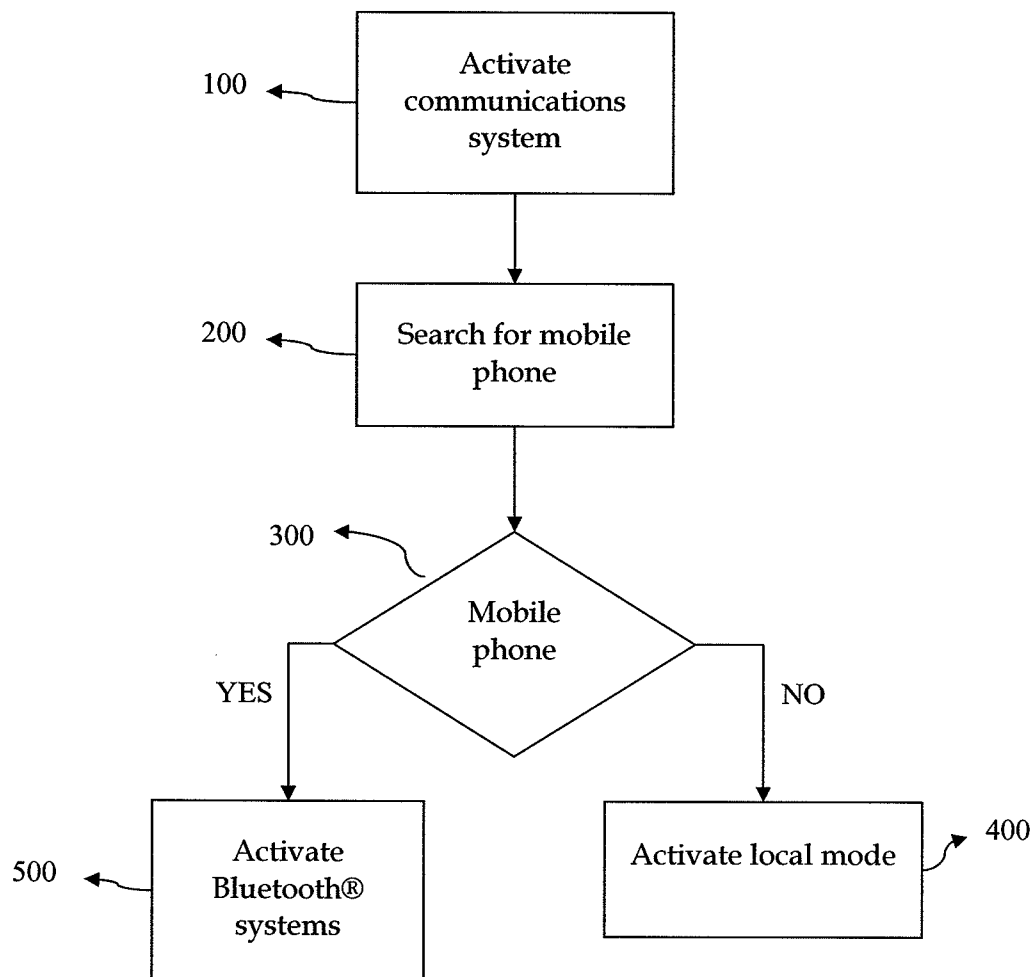 100
Activate
communications
system
200
Search for mobile
phone
300
Mobile
phone
YES
NO
500
Activate
Bluetooth®
systems
Activate local mode
400